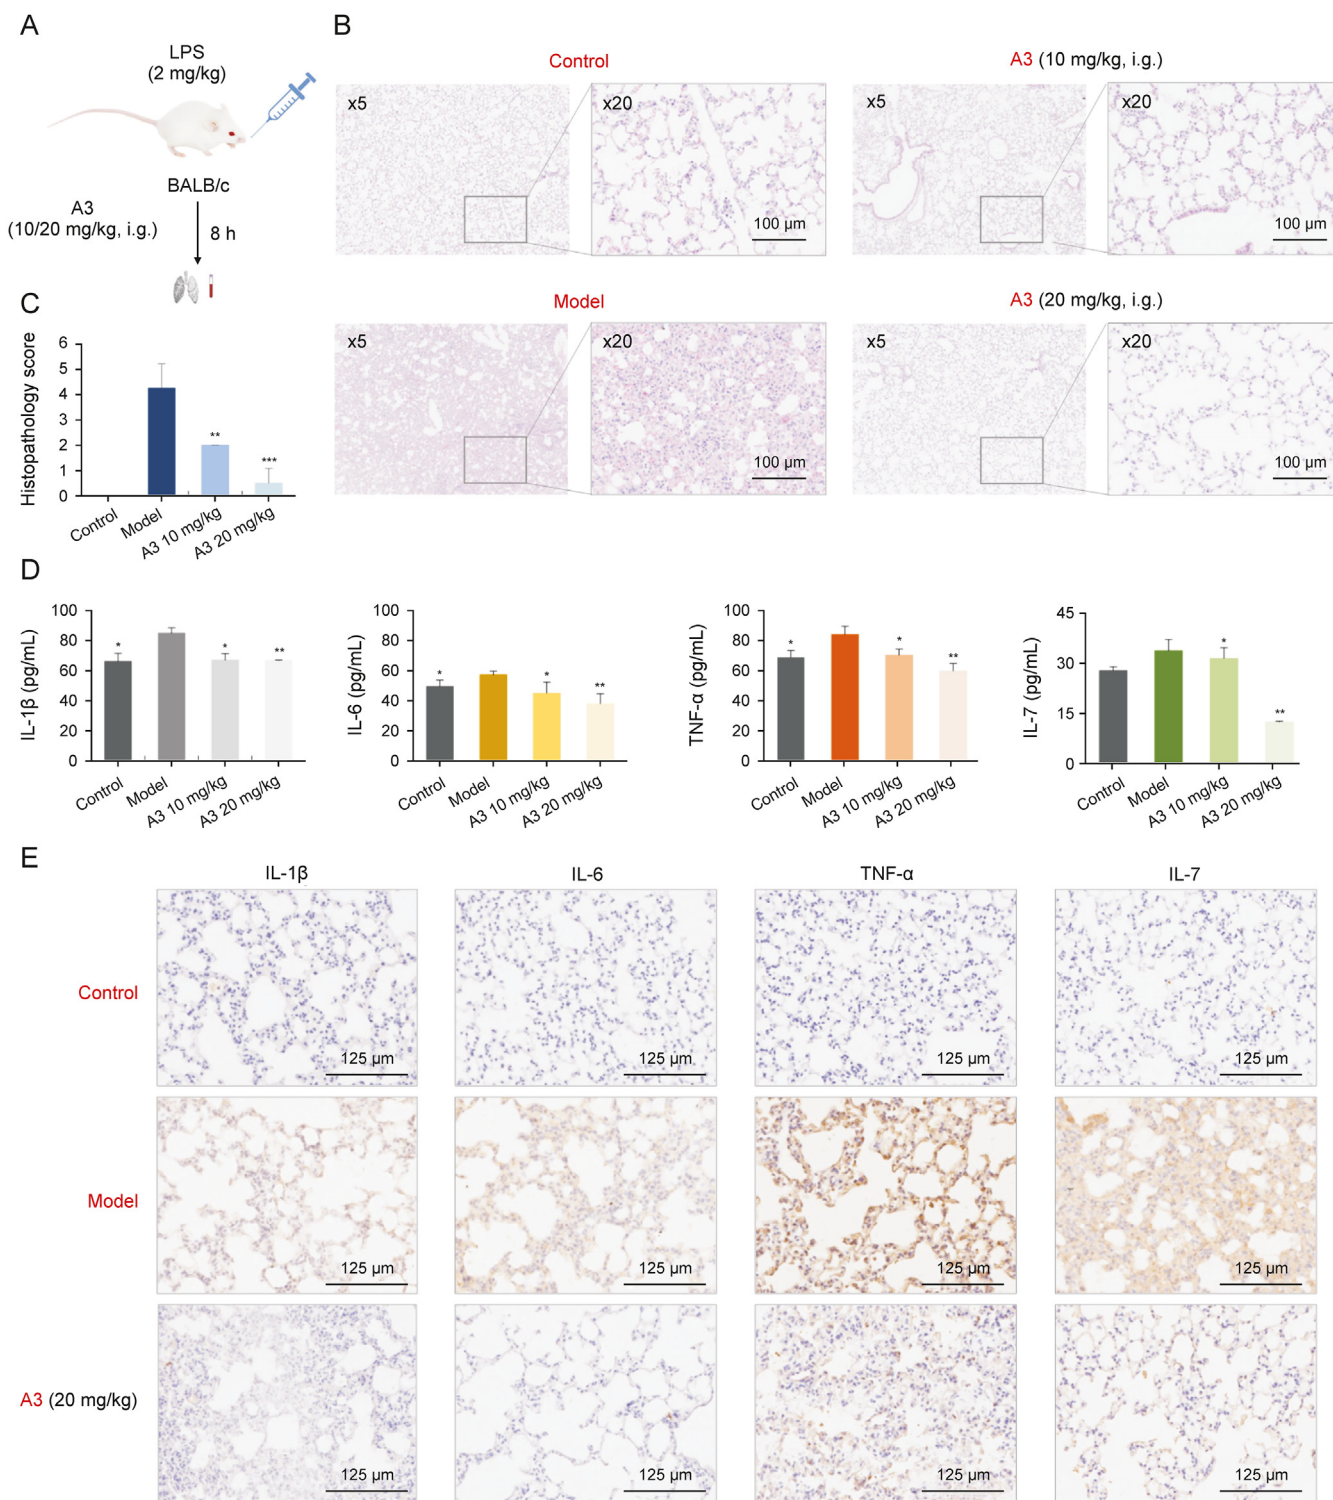 A
LPS
(2 mg/kg)
BALB/c
A3
(10/20 mg/kg, i.g.)
8 h
B
Control
x5
x20
100 µm
A3 (10 mg/kg, i.g.)
x5
x20
100 µm
Model
x5
x20
100 µm
A3 (20 mg/kg, i.g.)
x5
x20
100 µm
C
Histopathology score
6
5
4
3
2
1
0
**
***
Control
Model
A3 10 mg/kg
A3 20 mg/kg
D
IL-1β (pg/mL)
100
80
60
40
20
0
*
*
**
Control
Model
A3 10 mg/kg
A3 20 mg/kg
IL-6 (pg/mL)
100
80
60
40
20
0
*
*
**
Control
Model
A3 10 mg/kg
A3 20 mg/kg
TNF-α (pg/mL)
100
80
60
40
20
0
*
*
**
Control
Model
A3 10 mg/kg
A3 20 mg/kg
IL-7 (pg/mL)
45
30
15
0
*
**
Control
Model
A3 10 mg/kg
A3 20 mg/kg
E
IL-1β
IL-6
TNF-α
IL-7
Control
125 µm
125 µm
125 µm
125 µm
Model
125 µm
125 µm
125 µm
125 µm
A3 (20 mg/kg)
125 µm
125 µm
125 µm
125 µm